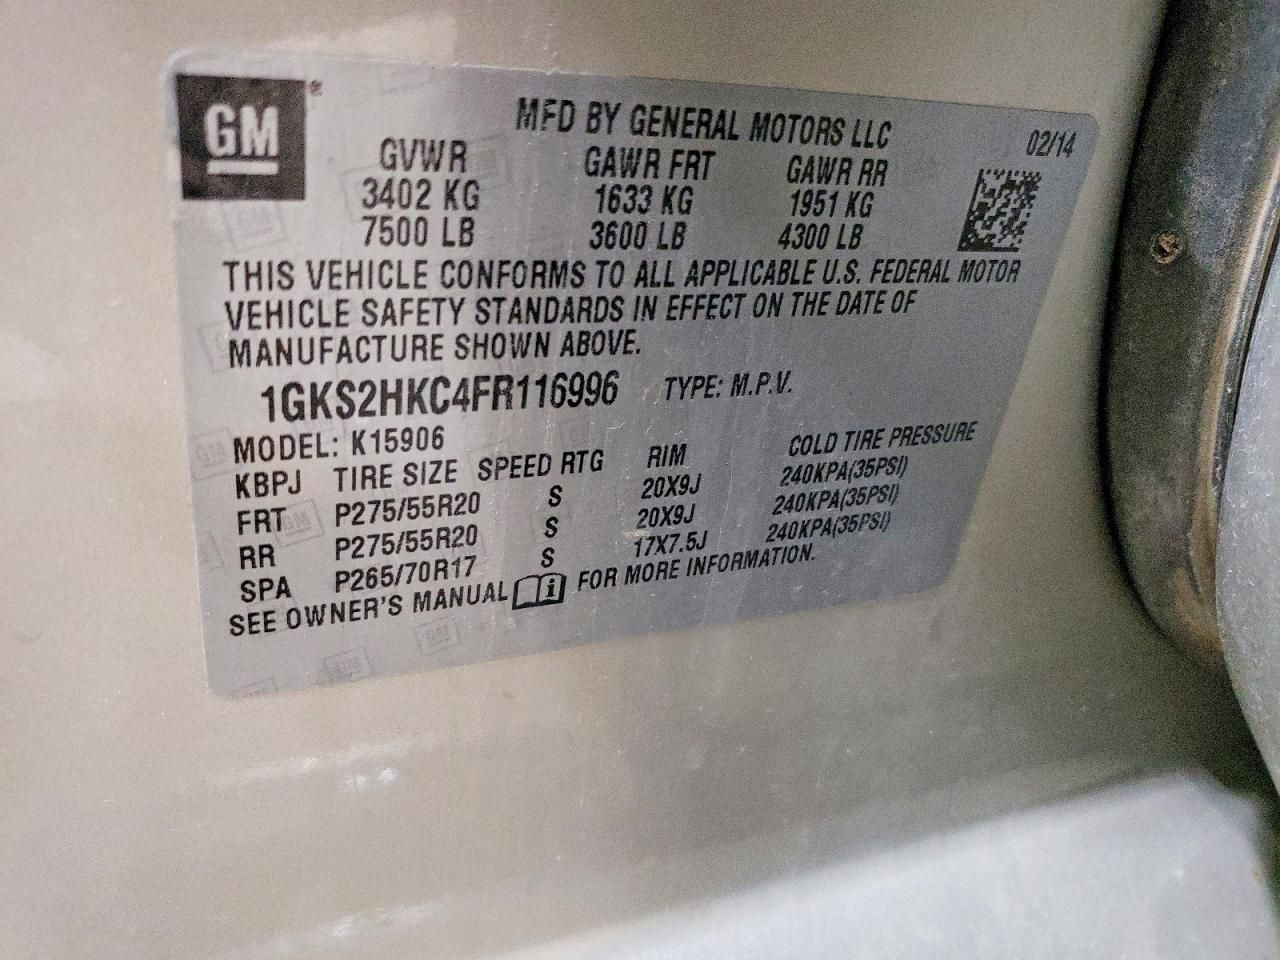 GM ®
MFD BY GENERAL MOTORS LLC
02/14
GVWR GAWR FRT GAWR RR
3402 KG 1633 KG 1951 KG
7500 LB 3600 LB 4300 LB
THIS VEHICLE CONFORMS TO ALL APPLICABLE U.S. FEDERAL MOTOR
VEHICLE SAFETY STANDARDS IN EFFECT ON THE DATE OF
MANUFACTURE SHOWN ABOVE.
1GKS2HKC4FR116996 TYPE: M.P.V.
MODEL: K15906
KBPJ TIRE SIZE SPEED RTG RIM COLD TIRE PRESSURE
FRT P275/55R20 S 20X9J 240KPA(35PSI)
RR P275/55R20 S 20X9J 240KPA(35PSI)
SPA P265/70R17 S 17X7.5J 240KPA(35PSI)
SEE OWNER'S MANUAL i FOR MORE INFORMATION.